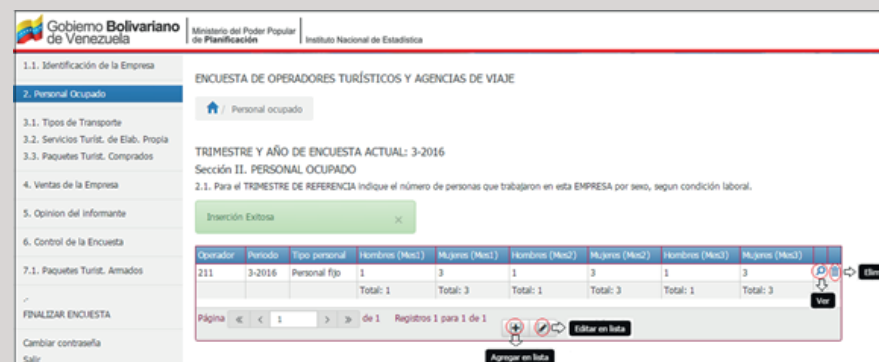 Gobierno Bolivariano
de Venezuela
Ministerio del Poder Popular
de Planificación
Instituto Nacional de Estadística
1.1. Identificación de la Empresa
2. Personal Ocupado
3.1. Tipos de Transporte
3.2. Servicios Turíst. de Elab. Propia
3.3. Paquetes Turist. Comprados
4. Ventas de la Empresa
5. Opinion del informante
6. Control de la Encuesta
7.1. Paquetes Turist. Armados
FINALIZAR ENCUESTA
Cambiar contraseña
Salir
ENCUESTA DE OPERADORES TURÍSTICOS Y AGENCIAS DE VIAJE
/ Personal ocupado
TRIMESTRE Y AÑO DE ENCUESTA ACTUAL: 3-2016
Sección II. PERSONAL OCUPADO
2.1. Para el TRIMESTRE DE REFERENCIA indique el número de personas que trabajaron en esta EMPRESA por sexo, segun condición laboral.
Inserción Exitosa ×
Operador Periodo Tipo personal Hombres (Mes1) Mujeres (Mes1) Hombres (Mes2) Mujeres (Mes2) Hombres (Mes3) Mujeres (Mes3)
211 3-2016 Personal fijo 1 3 1 3 1 3
Total: 1 Total: 3 Total: 1 Total: 3 Total: 1 Total: 3
Elim
Ver
Página « < 1 > » de 1 Registros 1 para 1 de 1
Editar en lista
Agregar en lista